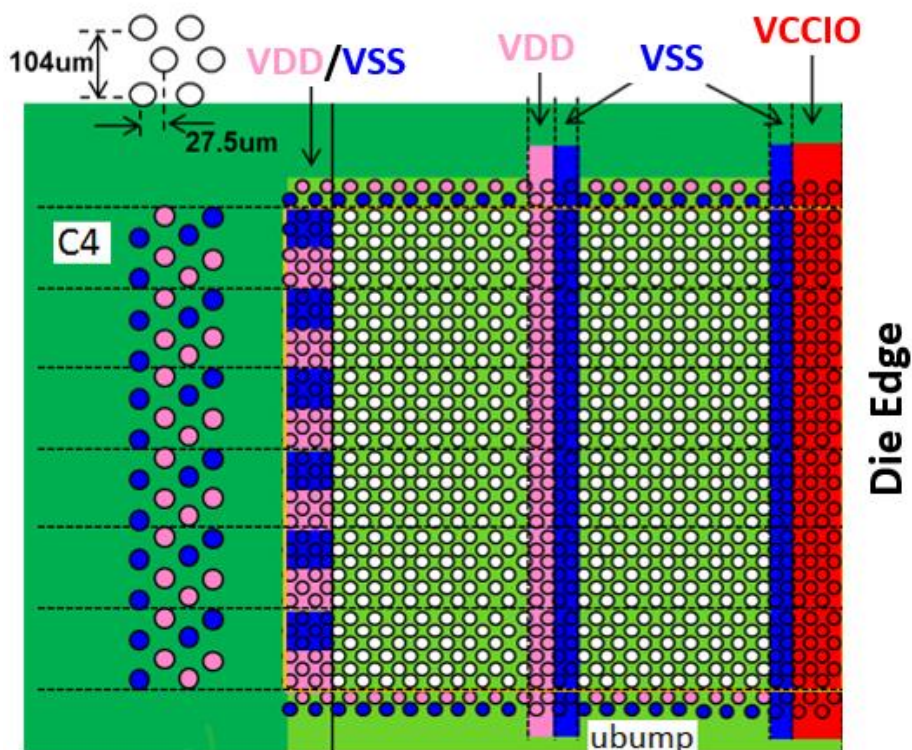 104um
27.5um
VDD/VSS
VDD
VSS
VCCIO
C4
Die Edge
ubump